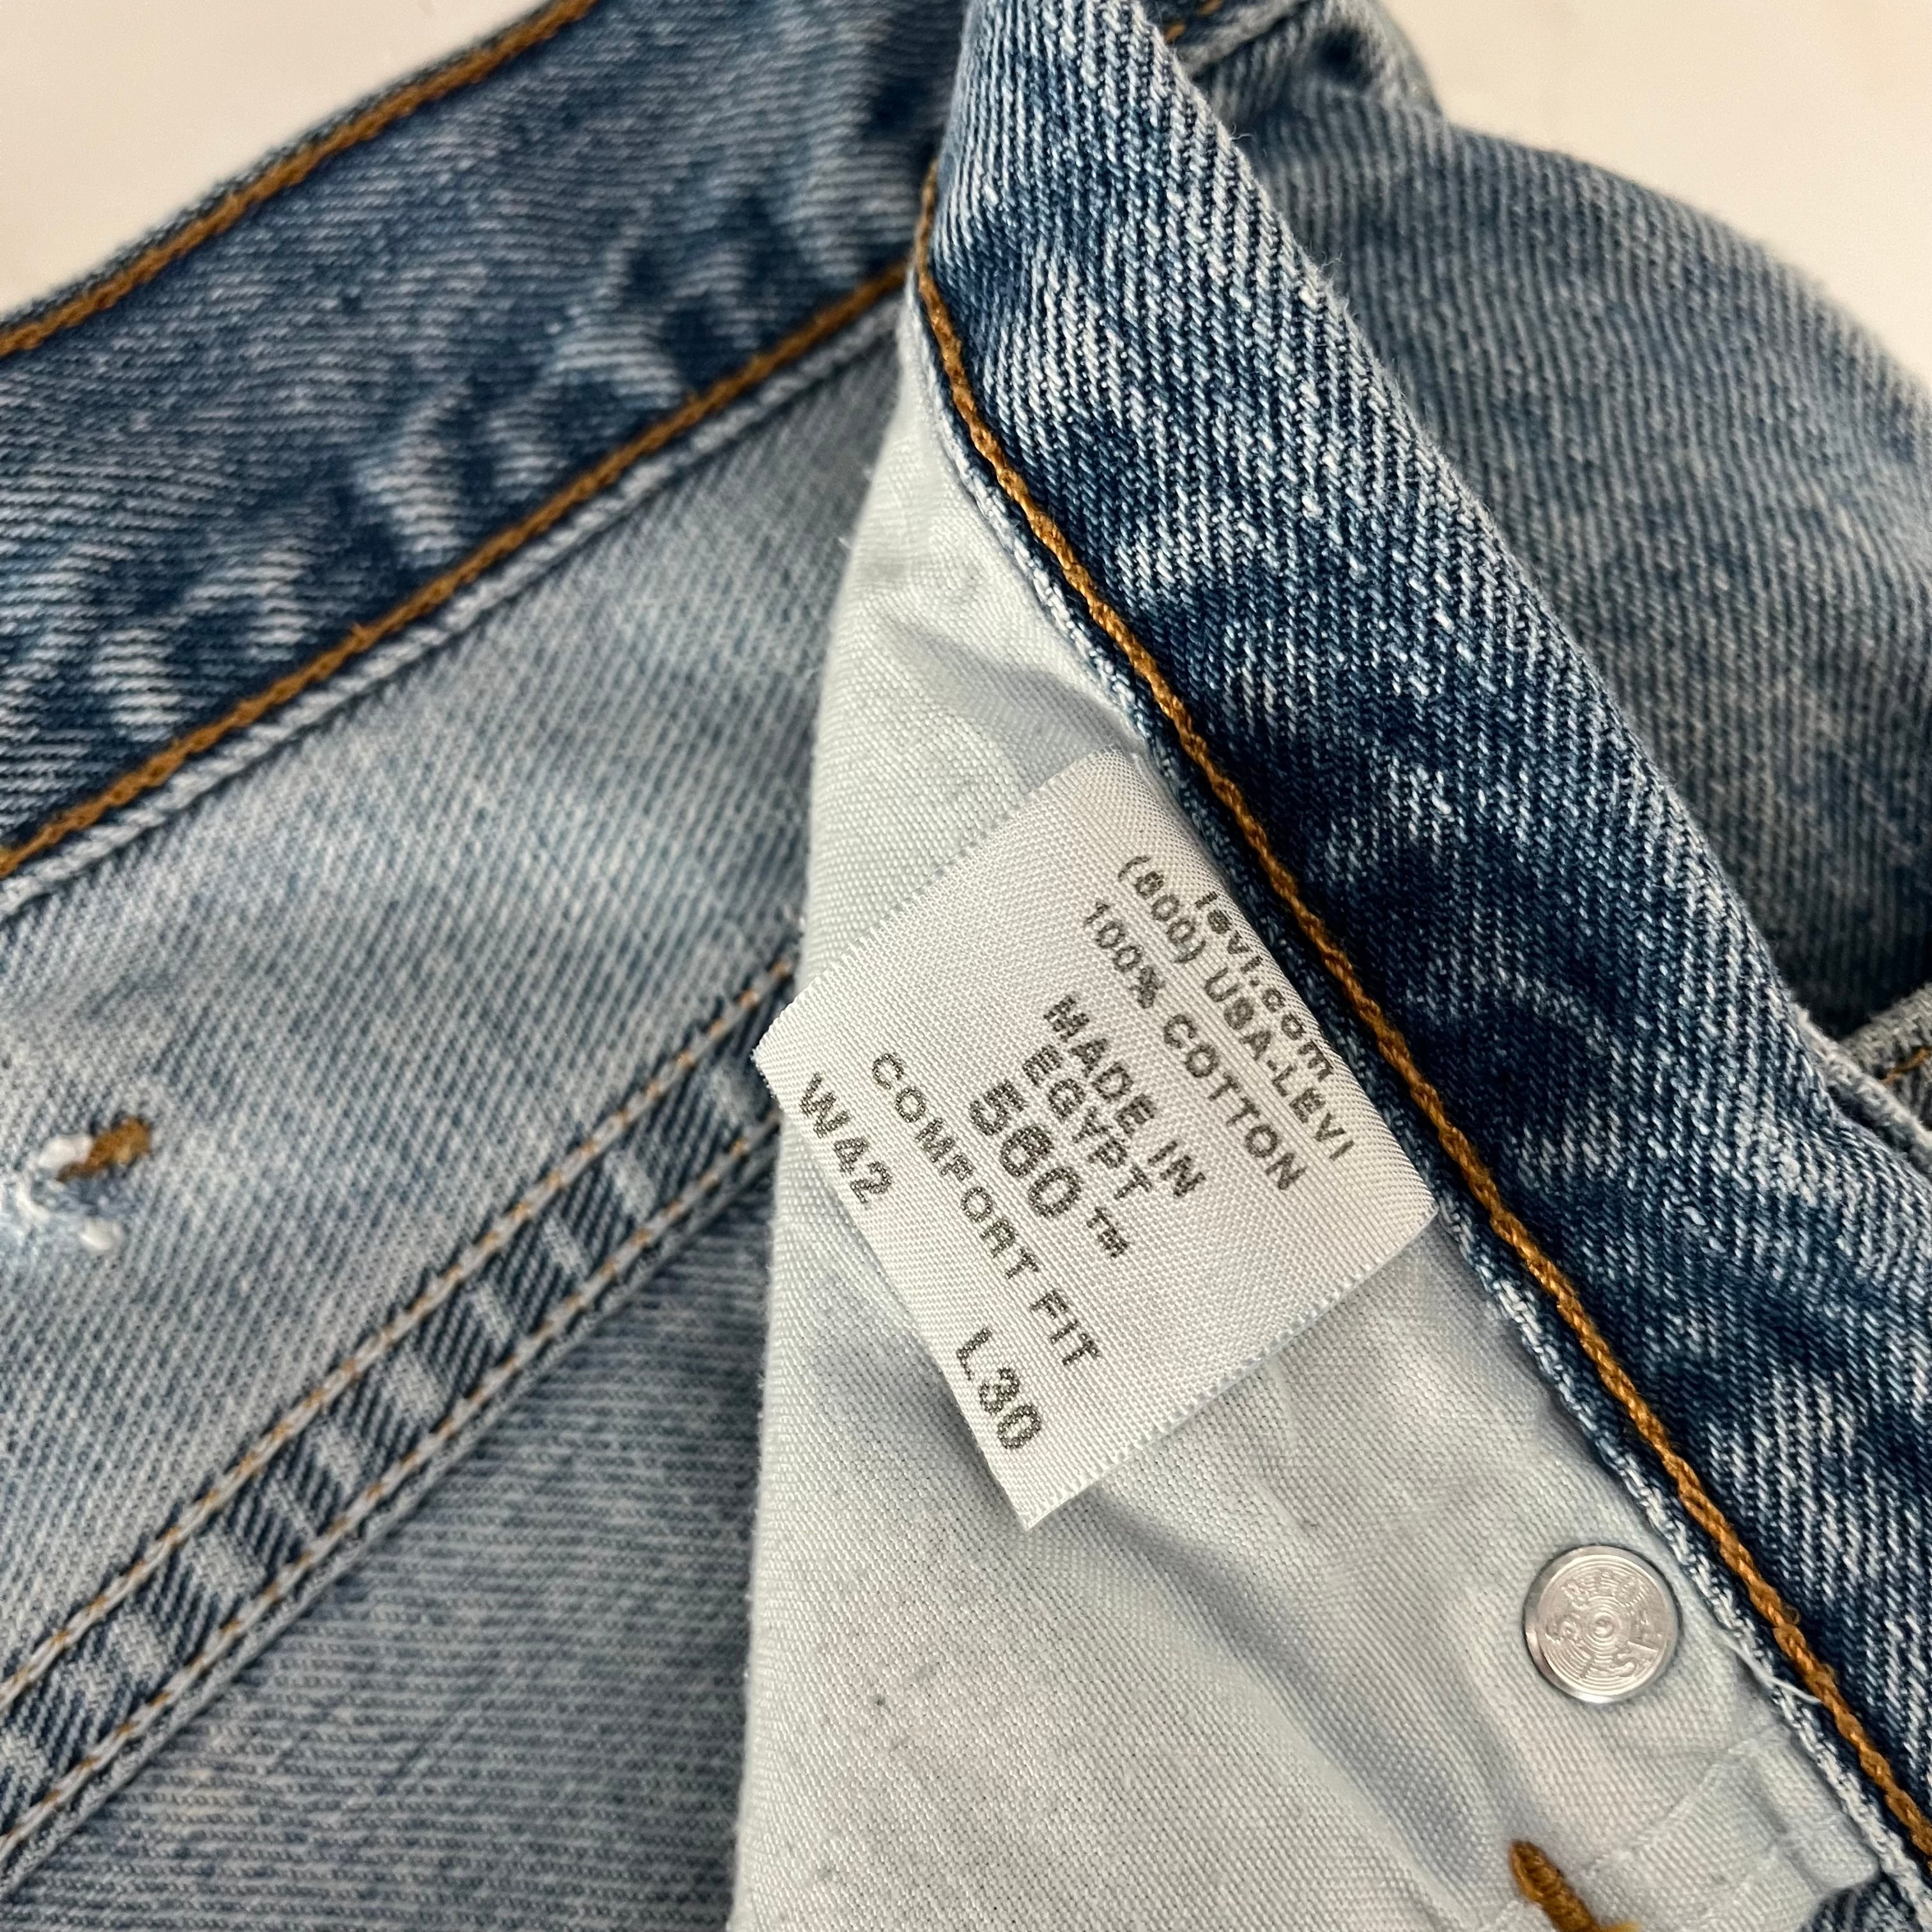 levi.com
(800) USA-LEVI
100% COTTON
MADE IN
EGYPT
560™
COMFORT FIT
W42 L30